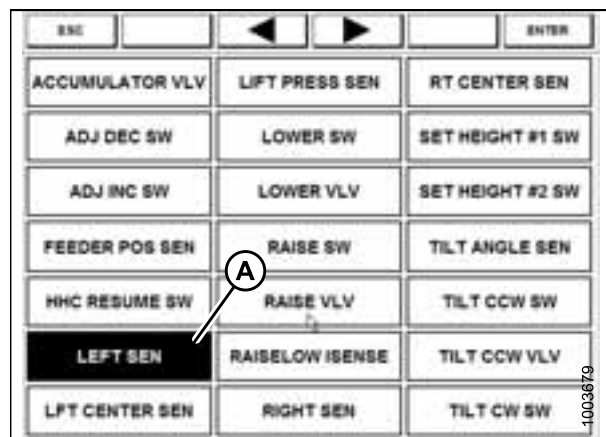 ESC ENTER
ACCUMULATOR VLV LIFT PRESS SEN RT CENTER SEN
ADJ DEC SW LOWER SW SET HEIGHT #1 SW
ADJ INC SW LOWER VLV SET HEIGHT #2 SW
FEEDER POS SEN RAISE SW TILT ANGLE SEN
A
HHC RESUME SW RAISE VLV TILT CCW SW
LEFT SEN RAISELOW ISENSE TILT CCW VLV
LFT CENTER SEN RIGHT SEN TILT CW SW
1003679